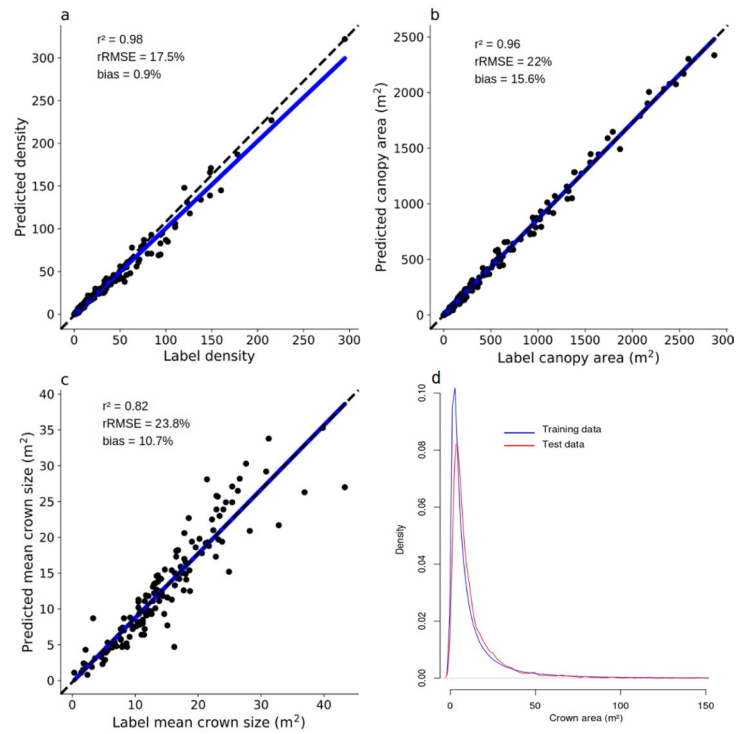 a
r² = 0.98
rRMSE = 17.5%
bias = 0.9%
Predicted density
300
250
200
150
100
50
0
0 50 100 150 200 250 300
Label density
b
r² = 0.96
rRMSE = 22%
bias = 15.6%
Predicted canopy area (m²)
2500
2000
1500
1000
500
0
0 500 1000 1500 2000 2500 3000
Label canopy area (m²)
c
r² = 0.82
rRMSE = 23.8%
bias = 10.7%
Predicted mean crown size (m²)
40
35
30
25
20
15
10
5
0
0 10 20 30 40
Label mean crown size (m²)
d
Training data
Test data
Density
0.10
0.08
0.06
0.04
0.02
0.00
0 50 100 150
Crown area (m²)